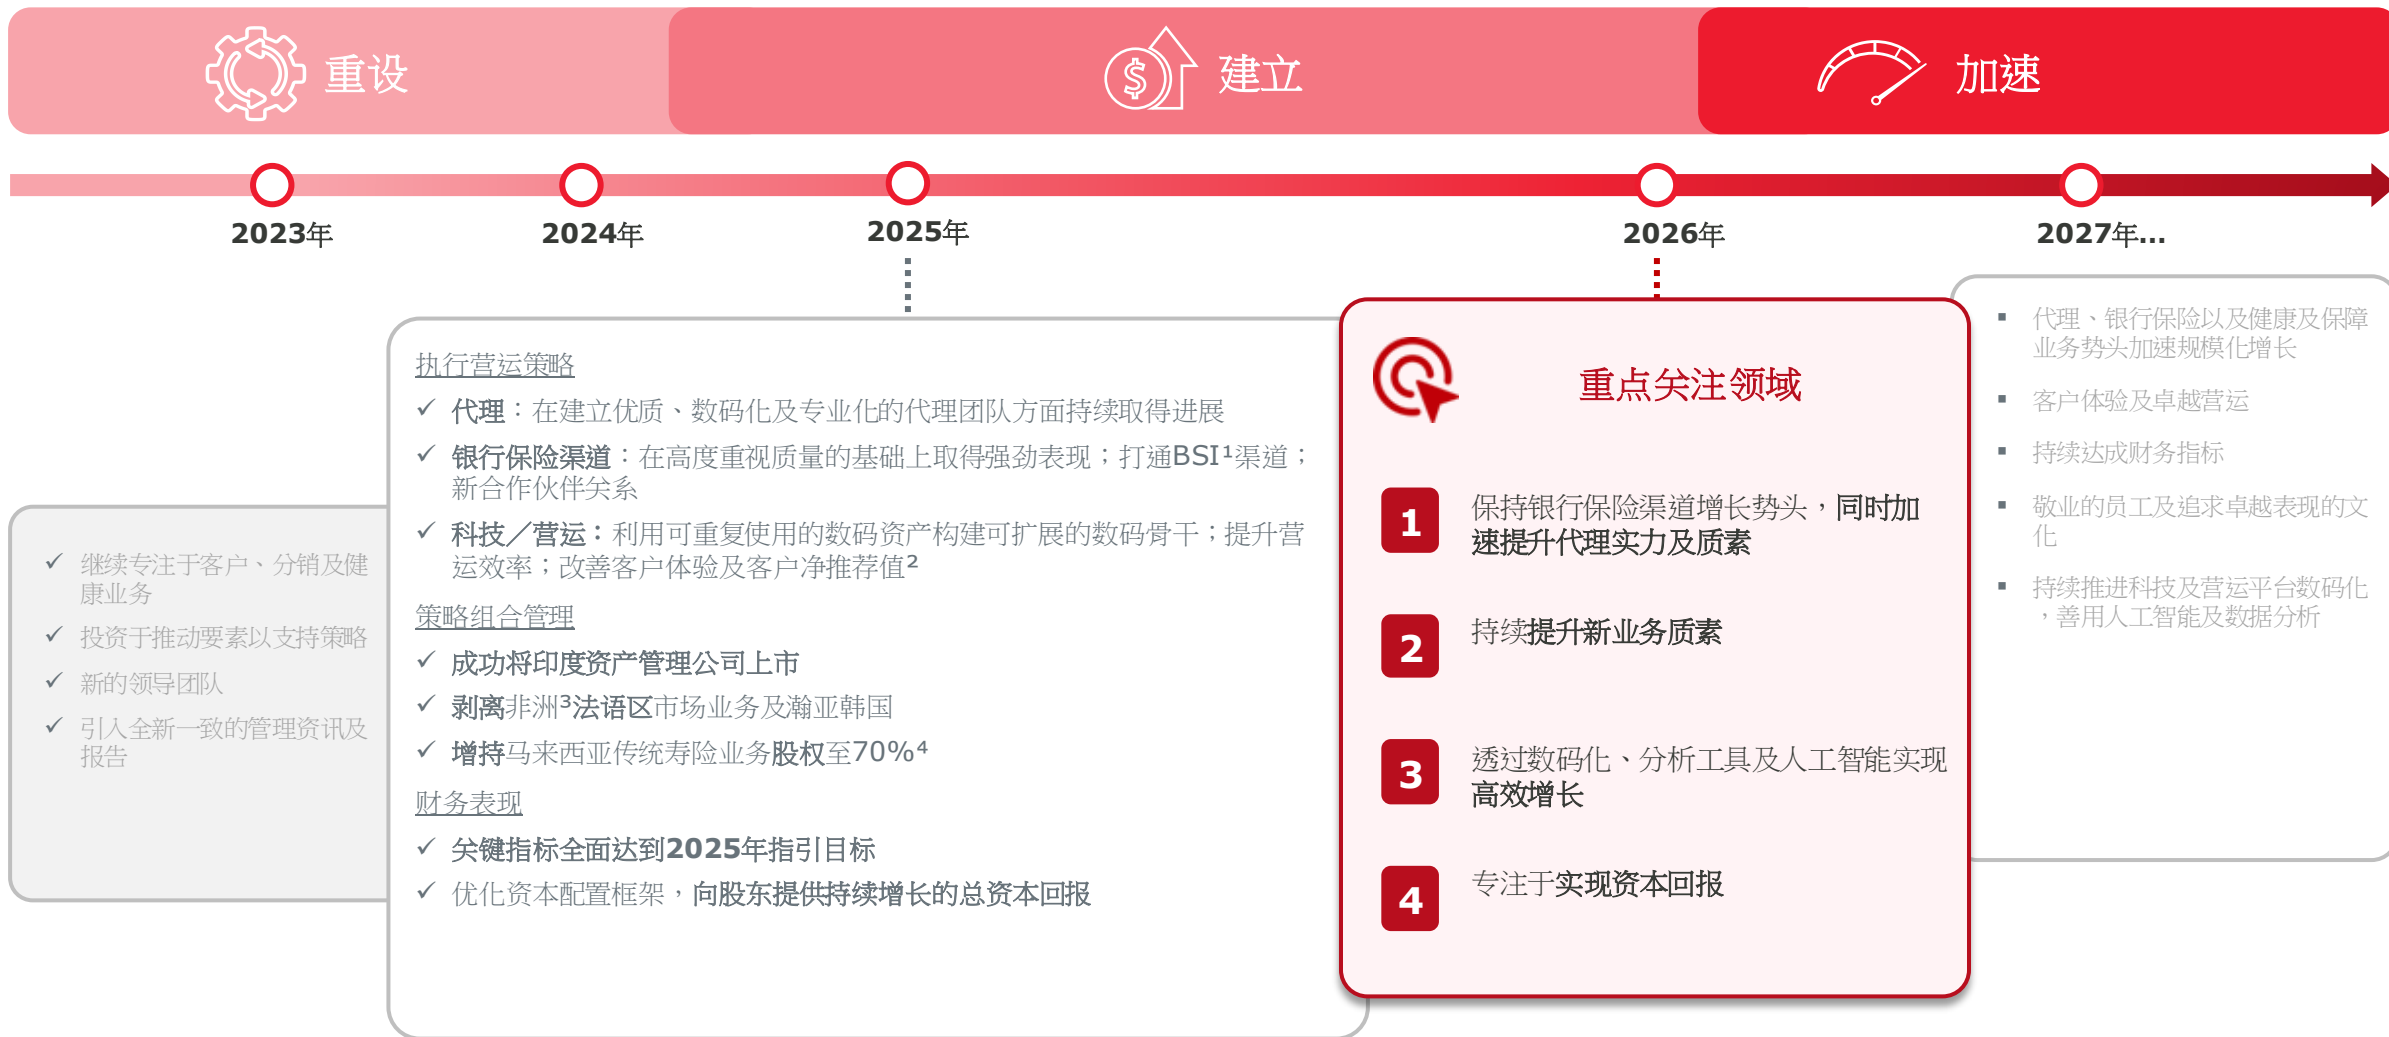 重设
建立
加速
2023年
2024年
2025年
2026年
2027年...
继续专注于客户、分销及健
康业务
投资于推动要素以支持策略
新的领导团队
引入全新一致的管理资讯及
报告
执行营运策略
代理：在建立优质、数码化及专业化的代理团队方面持续取得进展
银行保险渠道：在高度重视质量的基础上取得强劲表现；打通BSI¹渠道；
新合作伙伴关系
科技／营运：利用可重复使用的数码资产构建可扩展的数码骨干；提升营
运效率；改善客户体验及客户净推荐值²
策略组合管理
成功将印度资产管理公司上市
剥离非洲³法语区市场业务及瀚亚韩国
增持马来西亚传统寿险业务股权至70%⁴
财务表现
关键指标全面达到2025年指引目标
优化资本配置框架，向股东提供持续增长的总资本回报
重点关注领域
1
保持银行保险渠道增长势头，同时加
速提升代理实力及质素
2
持续提升新业务质素
3
透过数码化、分析工具及人工智能实现
高效增长
4
专注于实现资本回报
代理、银行保险以及健康及保障
业务势头加速规模化增长
客户体验及卓越营运
持续达成财务指标
敬业的员工及追求卓越表现的文
化
持续推进科技及营运平台数码化
，善用人工智能及数据分析